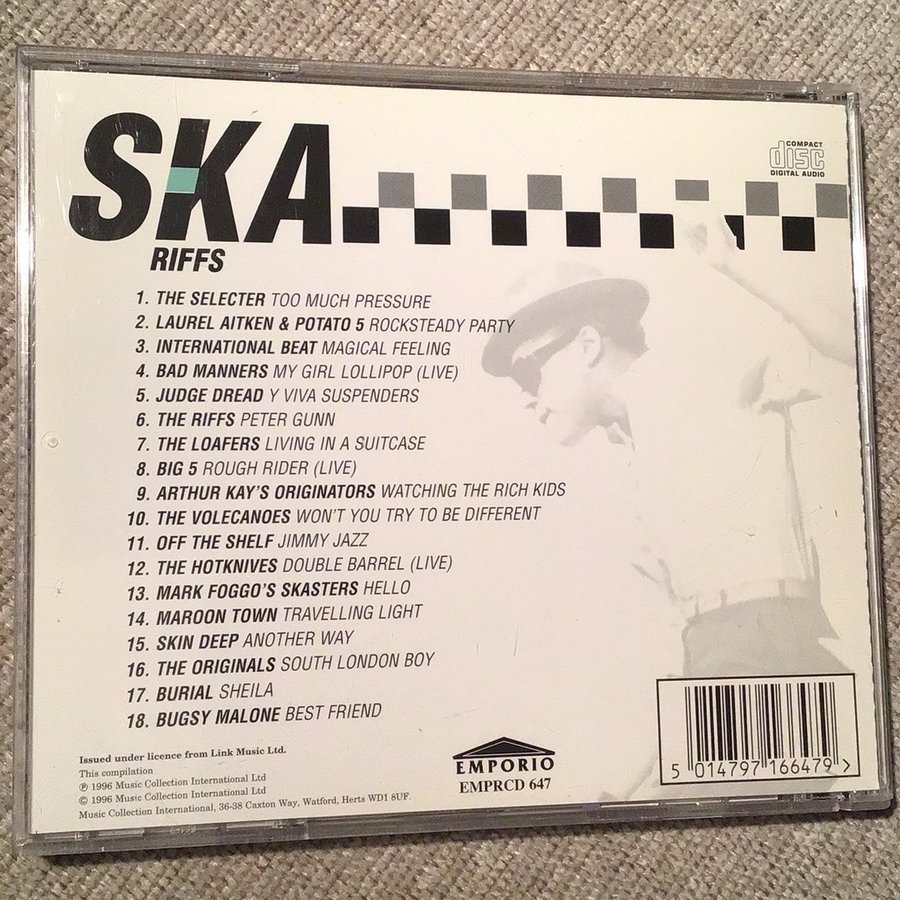 SKA
RIFFS
COMPACT
disc
DIGITAL AUDIO
1. THE SELECTER TOO MUCH PRESSURE
2. LAUREL AITKEN & POTATO 5 ROCKSTEADY PARTY
3. INTERNATIONAL BEAT MAGICAL FEELING
4. BAD MANNERS MY GIRL LOLLIPOP (LIVE)
5. JUDGE DREAD Y VIVA SUSPENDERS
6. THE RIFFS PETER GUNN
7. THE LOAFERS LIVING IN A SUITCASE
8. BIG 5 ROUGH RIDER (LIVE)
9. ARTHUR KAY'S ORIGINATORS WATCHING THE RICH KIDS
10. THE VOLECANOES WON'T YOU TRY TO BE DIFFERENT
11. OFF THE SHELF JIMMY JAZZ
12. THE HOTKNIVES DOUBLE BARREL (LIVE)
13. MARK FOGGO'S SKASTERS HELLO
14. MAROON TOWN TRAVELLING LIGHT
15. SKIN DEEP ANOTHER WAY
16. THE ORIGINALS SOUTH LONDON BOY
17. BURIAL SHEILA
18. BUGSY MALONE BEST FRIEND
Issued under licence from Link Music Ltd.
This compilation
℗ 1996 Music Collection International Ltd
© 1996 Music Collection International Ltd
Music Collection International, 36-38 Caxton Way, Watford, Herts WD1 8UF.
EMPORIO
EMPRCD 647
5 014797 166479 >